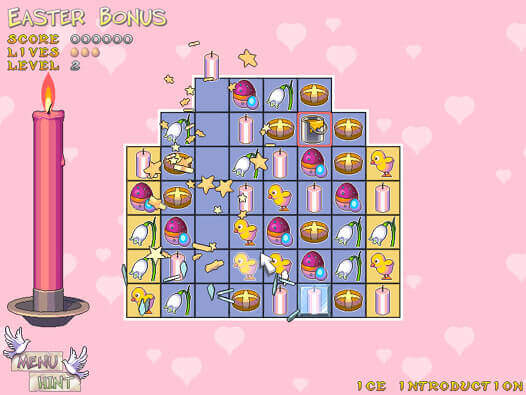 EASTER BONUS
SCORE 000000
LIVES
LEVEL 2
MENU
HINT
ICE INTRODUCTION